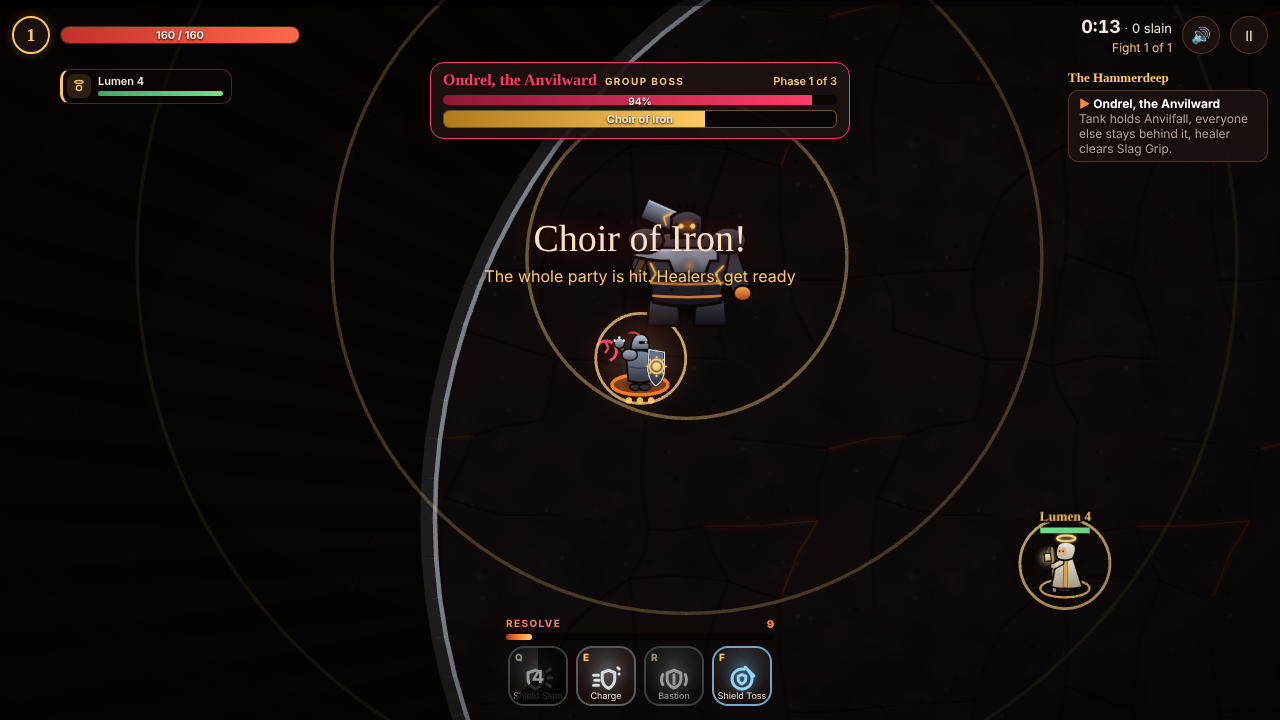 1
160 / 160
Lumen 4
Ondrel, the Anvilward GROUP BOSS Phase 1 of 3
94%
Choir of Iron
0:13 · 0 slain
Fight 1 of 1
The Hammerdeep
Ondrel, the Anvilward
Tank holds Anvilfall, everyone
else stays behind it, healer
clears Slag Grip.
Choir of Iron!
The whole party is hit. Healers, get ready
Lumen 4
RESOLVE 9
Q E R F
4
Shield Slam Charge Bastion Shield Toss